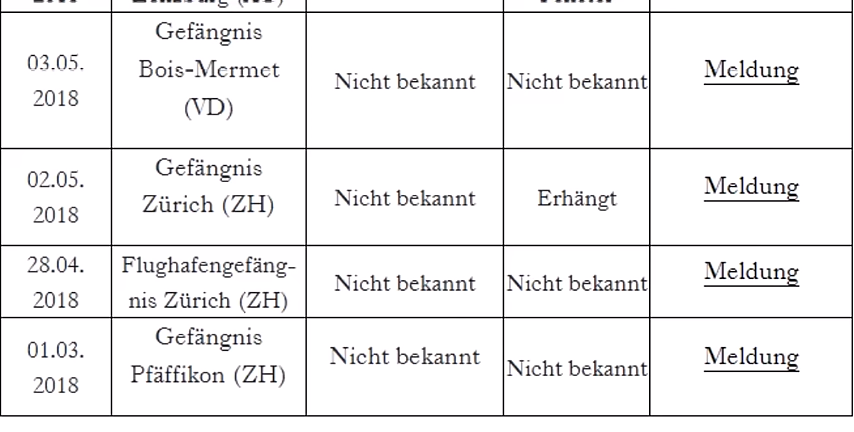 03.05.
2018
Gefängnis
Bois-Mermet
(VD)
Nicht bekannt
Nicht bekannt
Meldung
02.05.
2018
Gefängnis
Zürich (ZH)
Nicht bekannt
Erhängt
Meldung
28.04.
2018
Flughafengefäng-
nis Zürich (ZH)
Nicht bekannt
Nicht bekannt
Meldung
01.03.
2018
Gefängnis
Pfäffikon (ZH)
Nicht bekannt
Nicht bekannt
Meldung